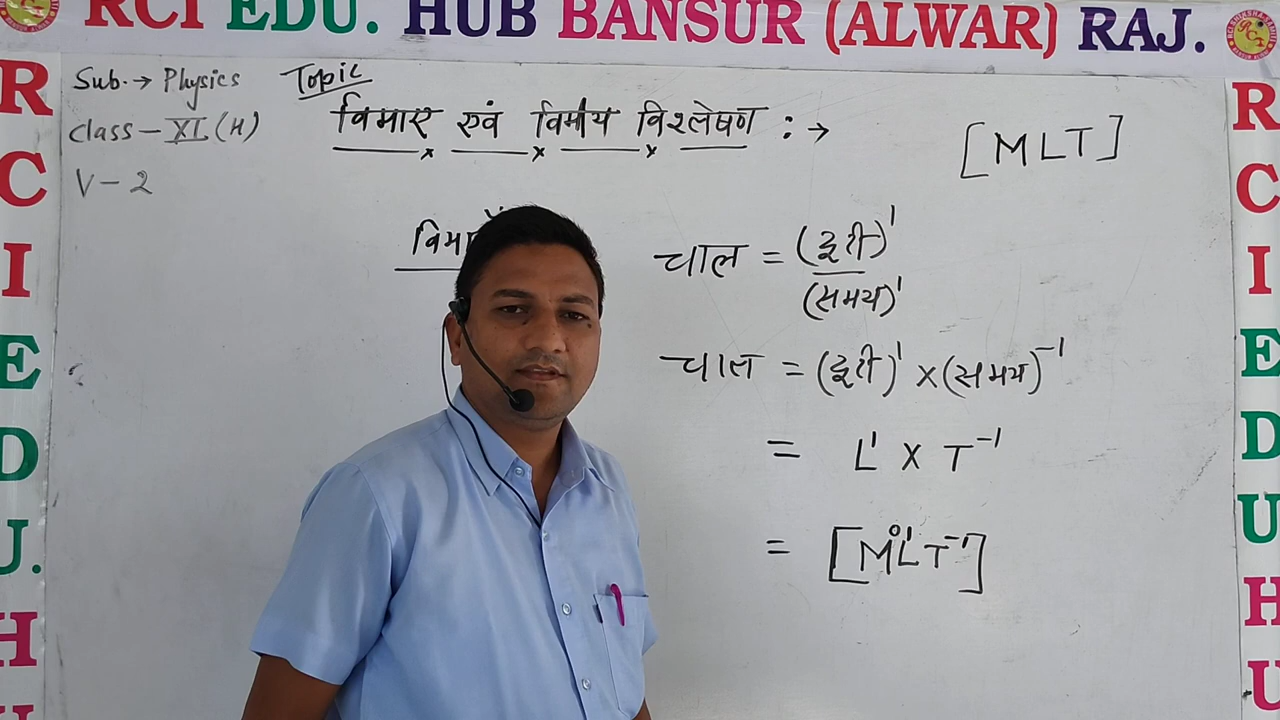 RCI EDU. HUB BANSUR (ALWAR) RAJ.
Sub. → Physics
Topic
Class - XI (H)
V - 2
विमाए एवं विमीय विश्लेषण : →
[MLT]
चाल = (दूरी)¹ / (समय)¹
चाल = (दूरी)¹ × (समय)⁻¹
= L¹ × T⁻¹
= [M⁰L¹T⁻¹]
R C I E D U. H
R C I E D U H U